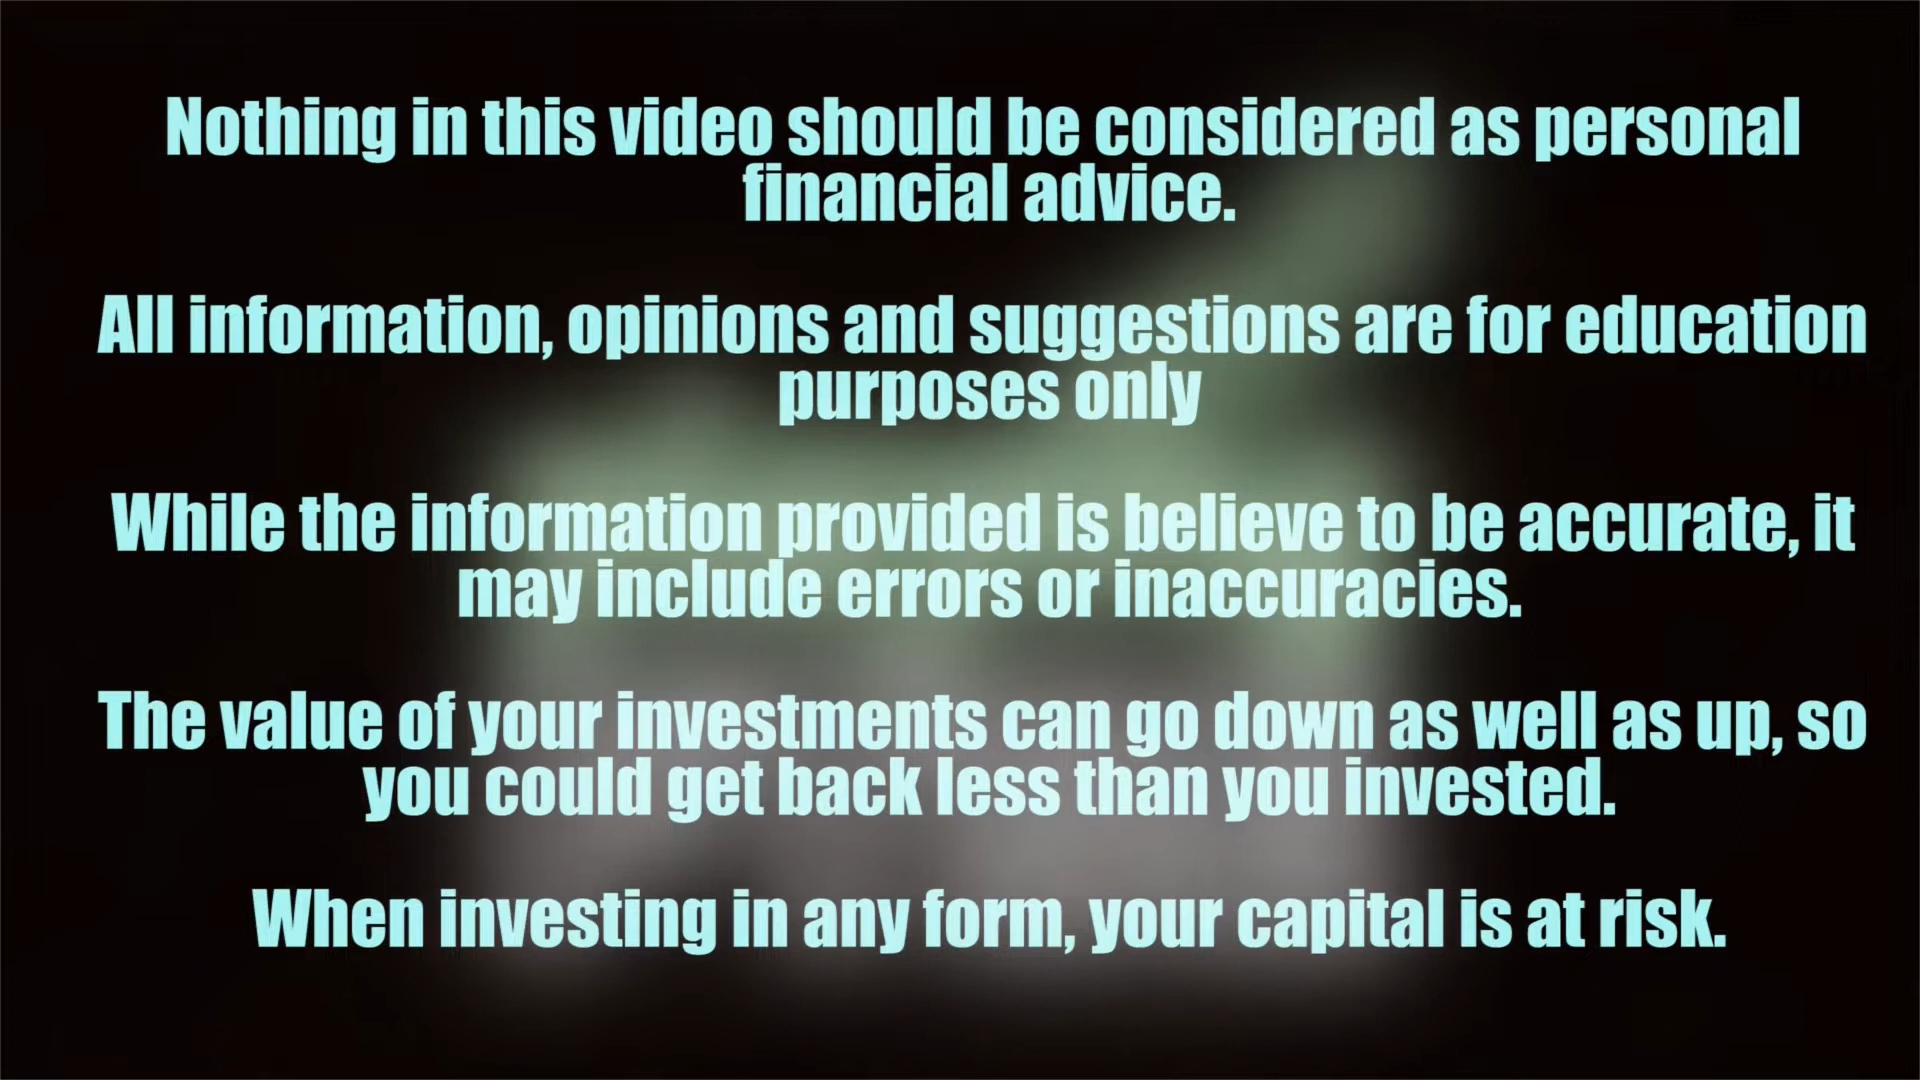 Nothing in this video should be considered as personal
financial advice.
All information, opinions and suggestions are for education
purposes only
While the information provided is believe to be accurate, it
may include errors or inaccuracies.
The value of your investments can go down as well as up, so
you could get back less than you invested.
When investing in any form, your capital is at risk.